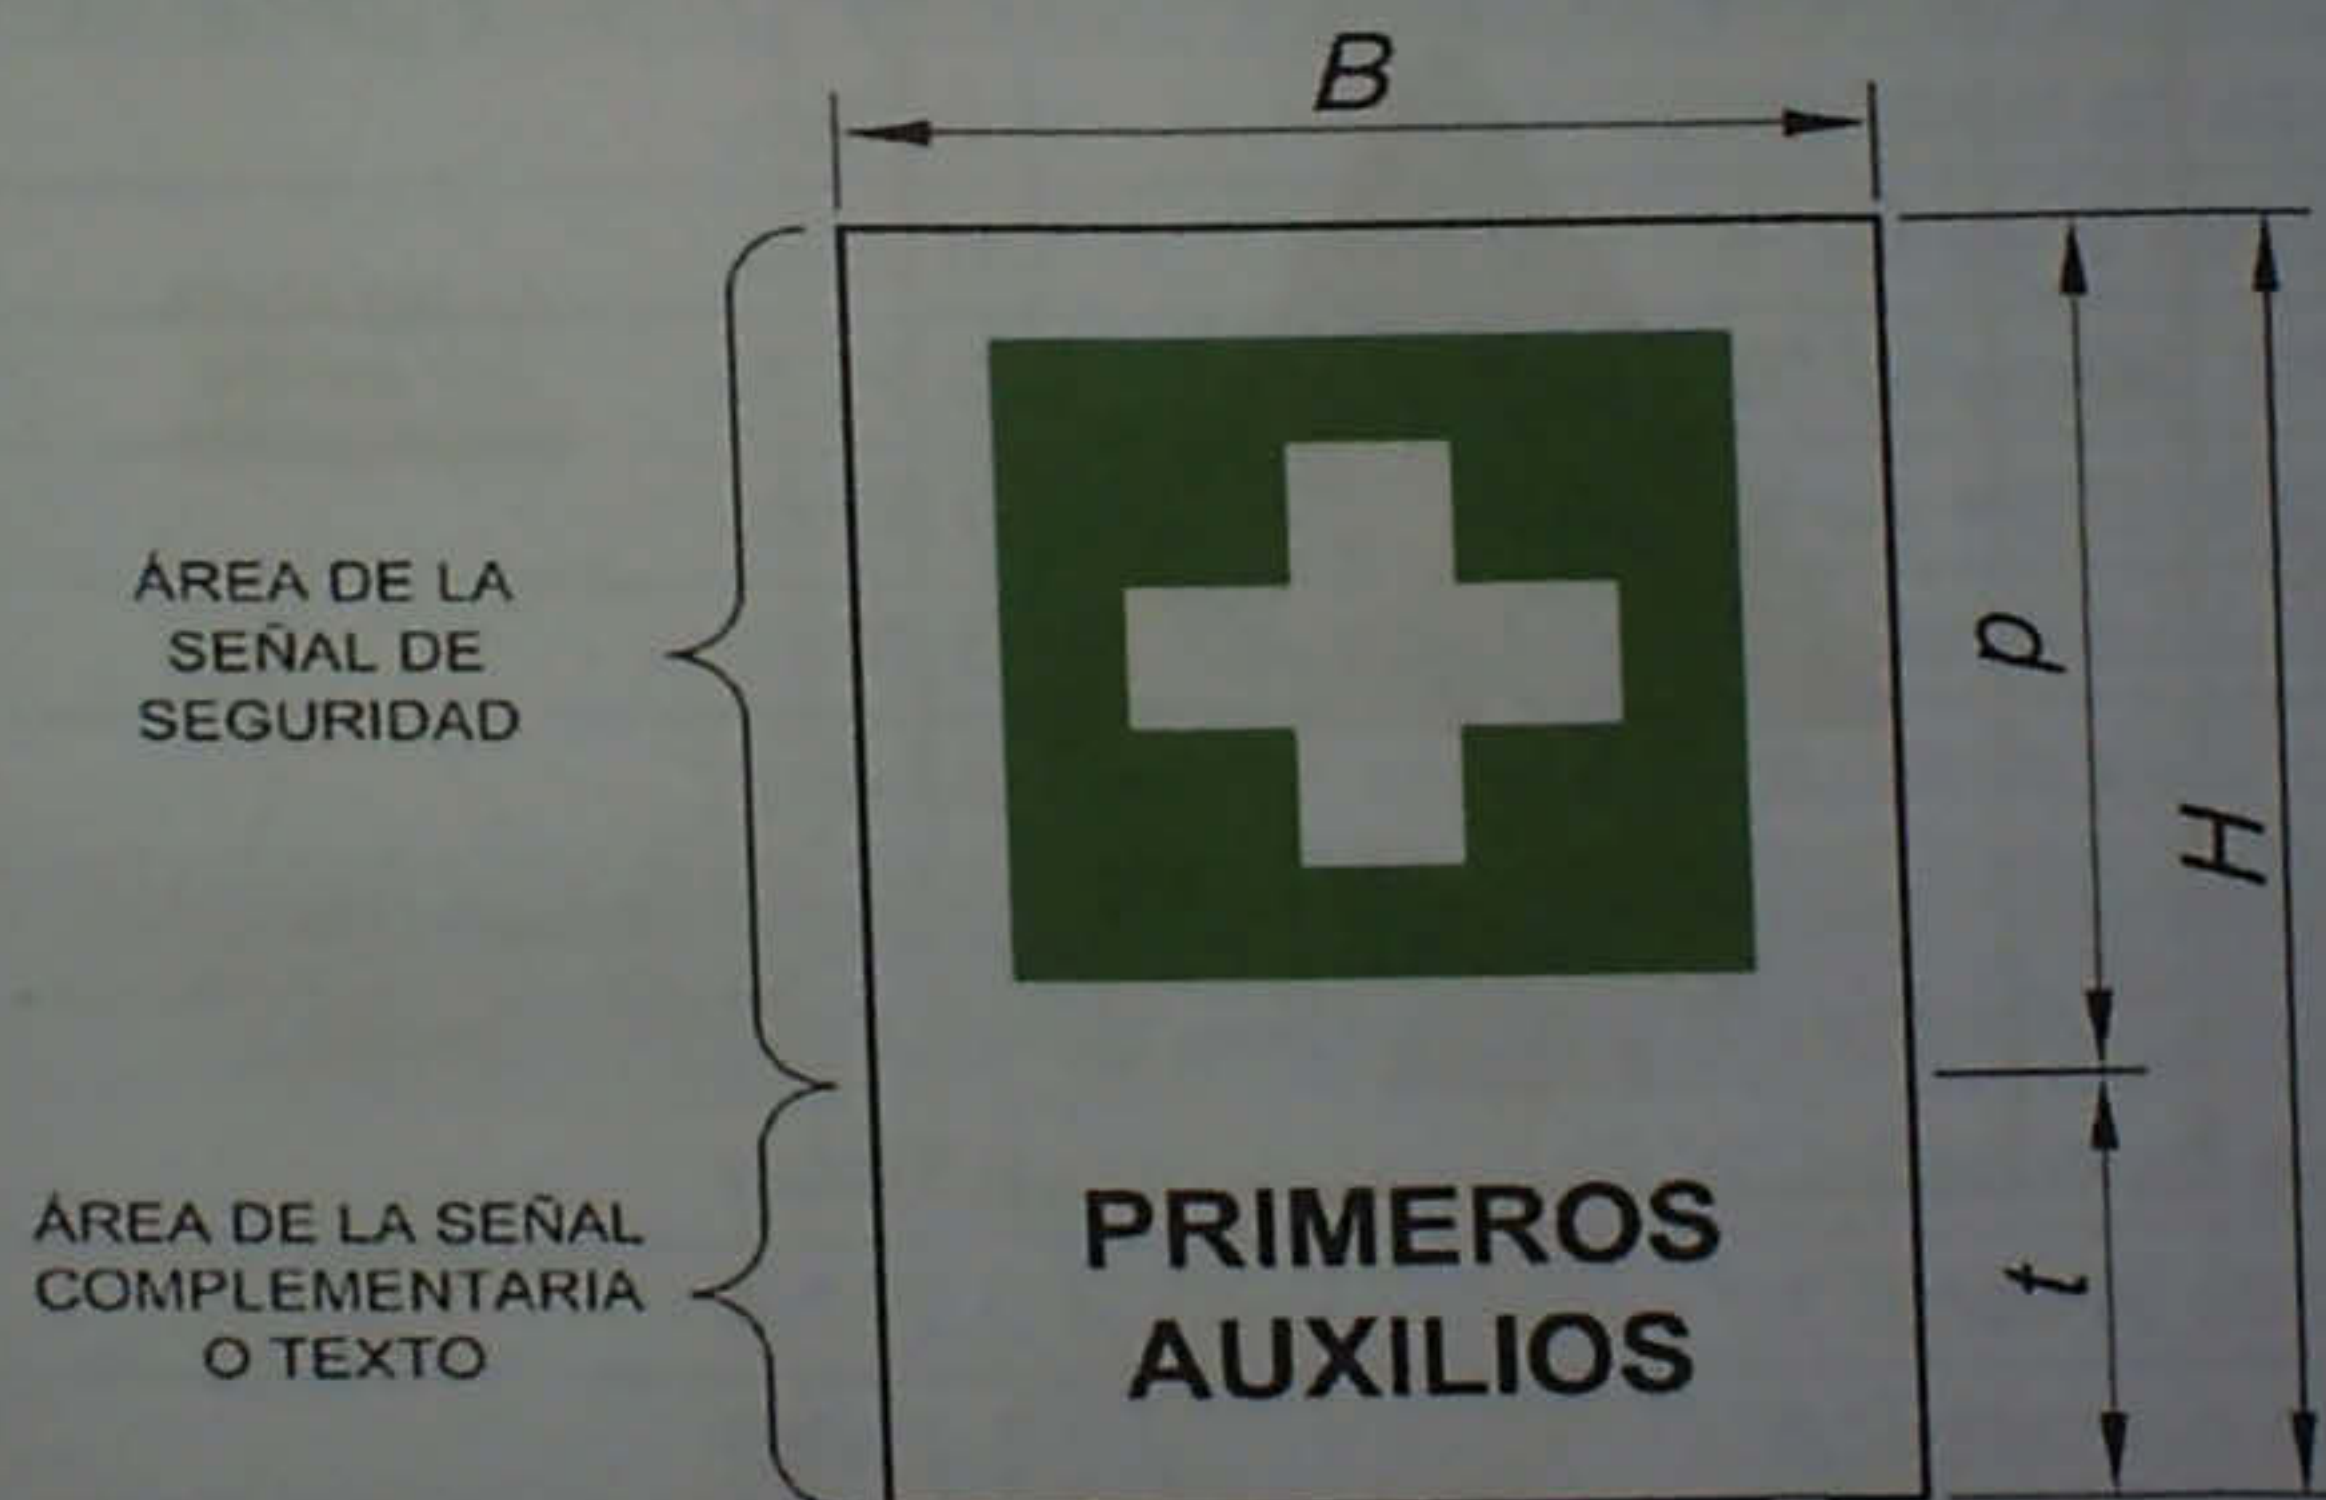 B
ÁREA DE LA
SEÑAL DE
SEGURIDAD
p
H
ÁREA DE LA SEÑAL
COMPLEMENTARIA
O TEXTO
PRIMEROS
AUXILIOS
t